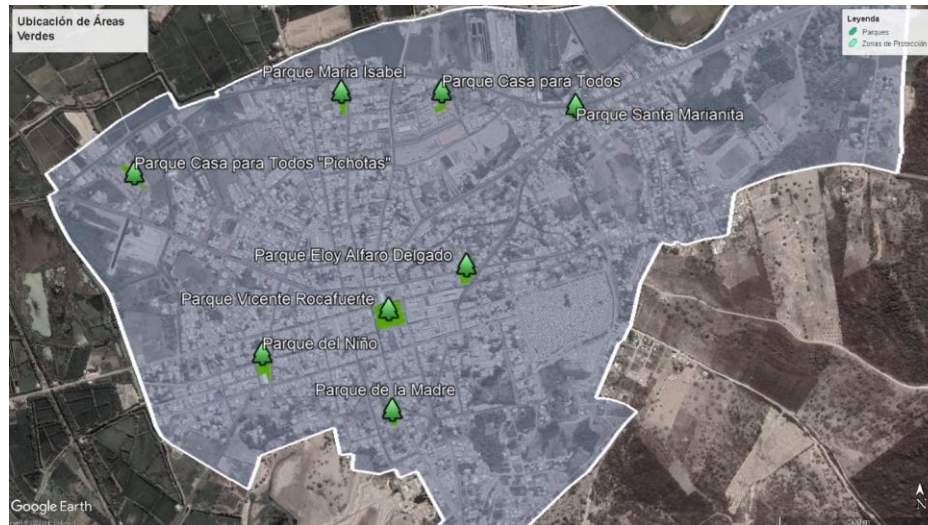 Ubicación de Áreas
Verdes
Leyenda
Parques
Zonas de Protección
Parque Maria Isabel
Parque Casa para Todos
Parque Santa Marianita
Parque Casa para Todos "Pichotas"
Parque Eloy Alfaro Delgado
Parque Vicente Rocafuerte
Parque del Niño
Parque de la Madre
Google Earth
N